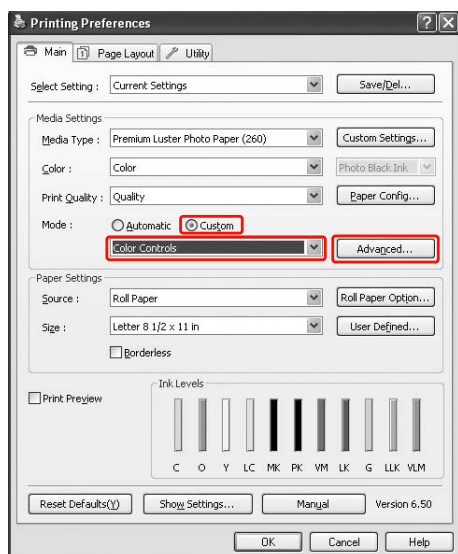 Printing Preferences
Main Page Layout Utility
Select Setting : Current Settings Save/Del...
Media Settings
Media Type : Premium Luster Photo Paper (260) Custom Settings...
Color : Color Photo Black Ink
Print Quality : Quality Paper Config...
Mode : Automatic Custom
Color Controls Advanced...
Paper Settings
Source : Roll Paper Roll Paper Option...
Size : Letter 8 1/2 x 11 in User Defined...
Borderless
Print Preview Ink Levels
C O Y LC MK PK VM LK G LLK VLM
Reset Defaults(Y) Show Settings... Manual Version 6.50
OK Cancel Help